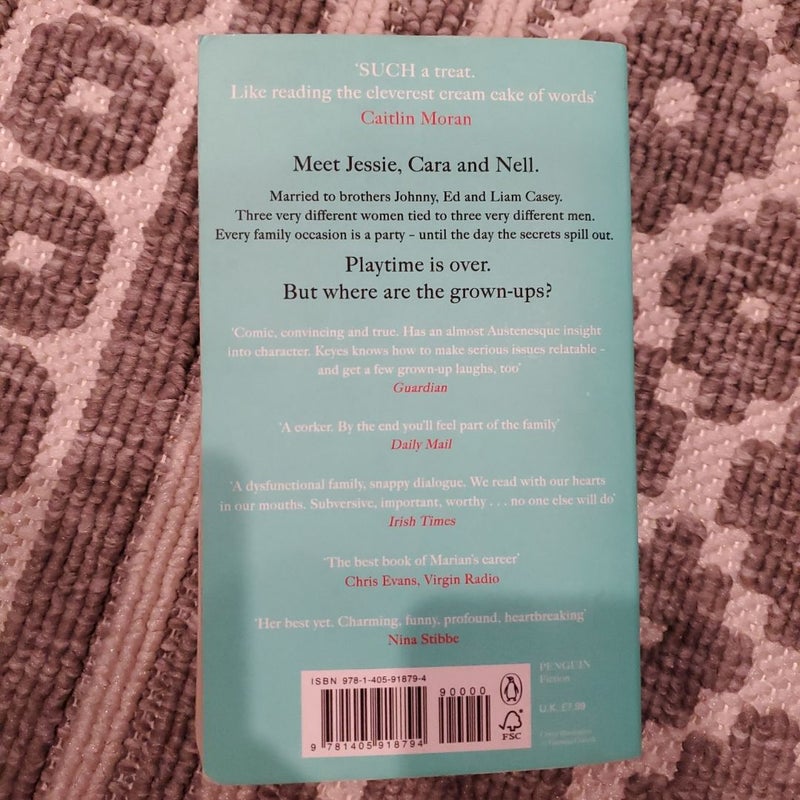 ‘SUCH a treat.
Like reading the cleverest cream cake of words’
Caitlin Moran
Meet Jessie, Cara and Nell.
Married to brothers Johnny, Ed and Liam Casey.
Three very different women tied to three very different men.
Every family occasion is a party – until the day the secrets spill out.
Playtime is over.
But where are the grown-ups?
‘Comic, convincing and true. Has an almost Austenesque insight
into character. Keyes knows how to make serious issues relatable –
and get a few grown-up laughs, too’
Guardian
‘A corker. By the end you’ll feel part of the family’
Daily Mail
‘A dysfunctional family, snappy dialogue. We read with our hearts
in our mouths. Subversive, important, worthy . . . no one else will do’
Irish Times
‘The best book of Marian’s career’
Chris Evans, Virgin Radio
‘Her best yet. Charming, funny, profound, heartbreaking’
Nina Stibbe
ISBN 978-1-405-91879-4
90000
9 781405 918794
FSC
PENGUIN
Fiction
U.K. £7.99